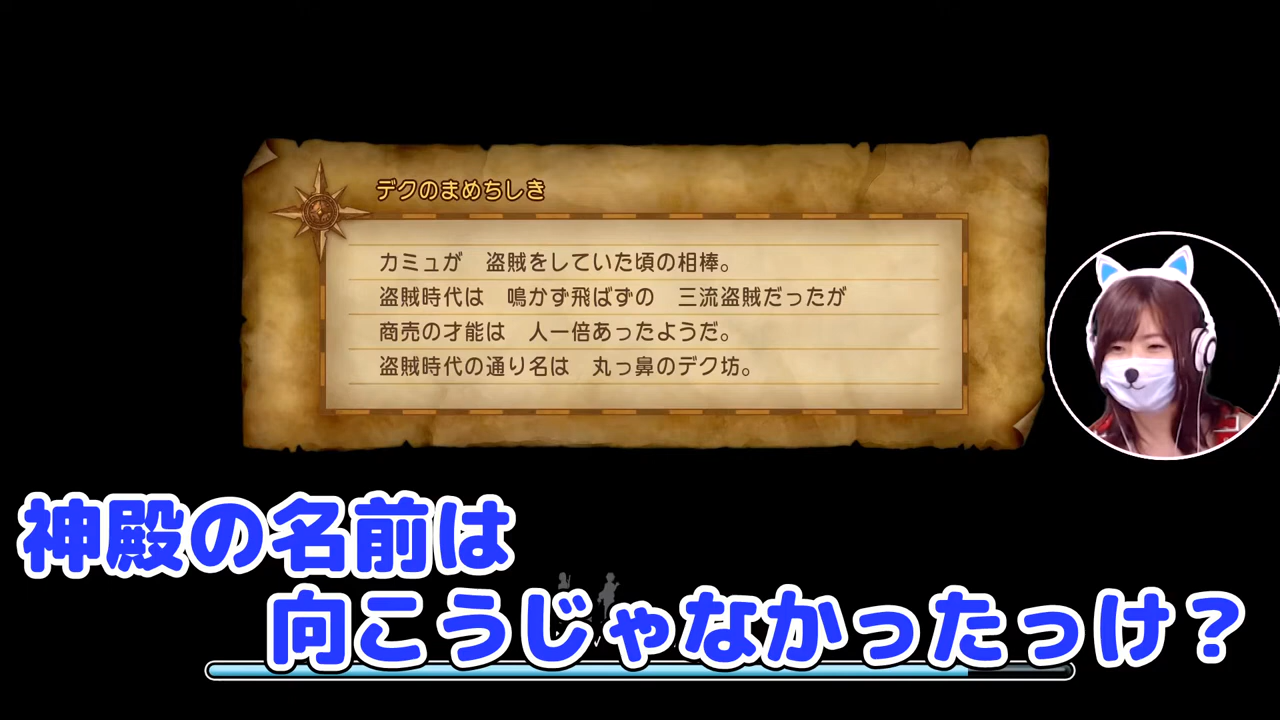 デクのまめちしき
カミュが　盗賊をしていた頃の相棒。
盗賊時代は　鳴かず飛ばずの　三流盗賊だったが
商売の才能は　人一倍あったようだ。
盗賊時代の通り名は　丸っ鼻のデク坊。
神殿の名前は
向こうじゃなかったっけ？